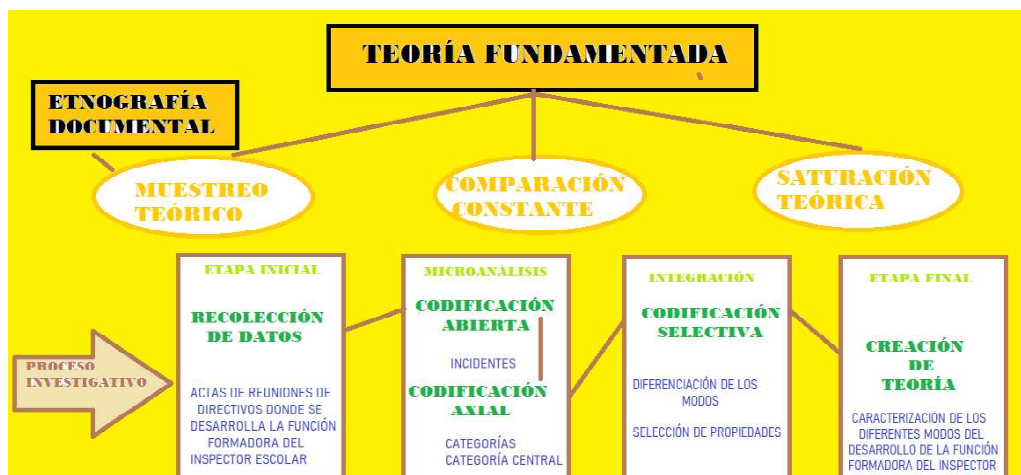 TEORÍA FUNDAMENTADA
ETNOGRAFÍA
DOCUMENTAL
MUESTREO
TEÓRICO
COMPARACIÓN
CONSTANTE
SATURACIÓN
TEÓRICA
PROCESO
INVESTIGATIVO
ETAPA INICIAL
RECOLECCIÓN
DE DATOS
ACTAS DE REUNIONES DE
DIRECTIVOS DONDE SE
DESARROLLA LA FUNCIÓN
FORMADORA DEL
INSPECTOR ESCOLAR
MICROANÁLISIS
CODIFICACIÓN
ABIERTA
INCIDENTES
CODIFICACIÓN
AXIAL
CATEGORÍAS
CATEGORÍA CENTRAL
INTEGRACIÓN
CODIFICACIÓN
SELECTIVA
DIFERENCIACIÓN DE LOS
MODOS
SELECCIÓN DE PROPIEDADES
ETAPA FINAL
CREACIÓN
DE
TEORÍA
CARACTERIZACIÓN DE LOS
DIFERENTES MODOS DEL
DESARROLLO DE LA FUNCIÓN
FORMADORA DEL INSPECTOR